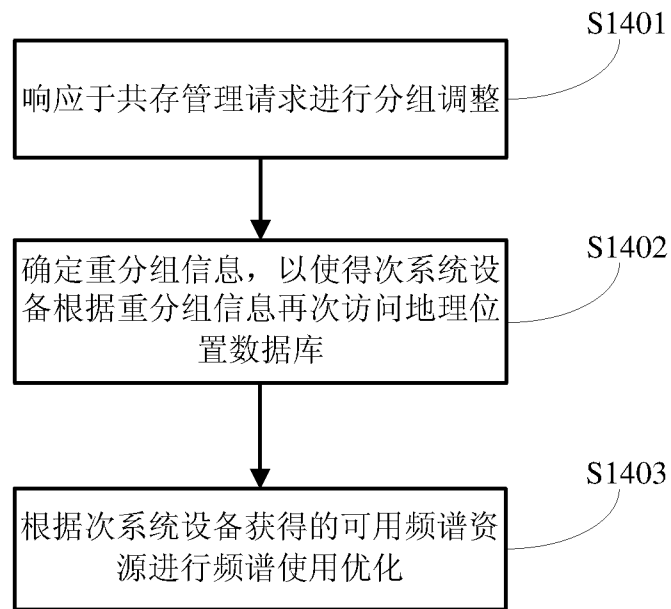 S1401
响应于共存管理请求进行分组调整
S1402
确定重分组信息，以使得次系统设
备根据重分组信息再次访问地理位
置数据库
S1403
根据次系统设备获得的可用频谱资
源进行频谱使用优化